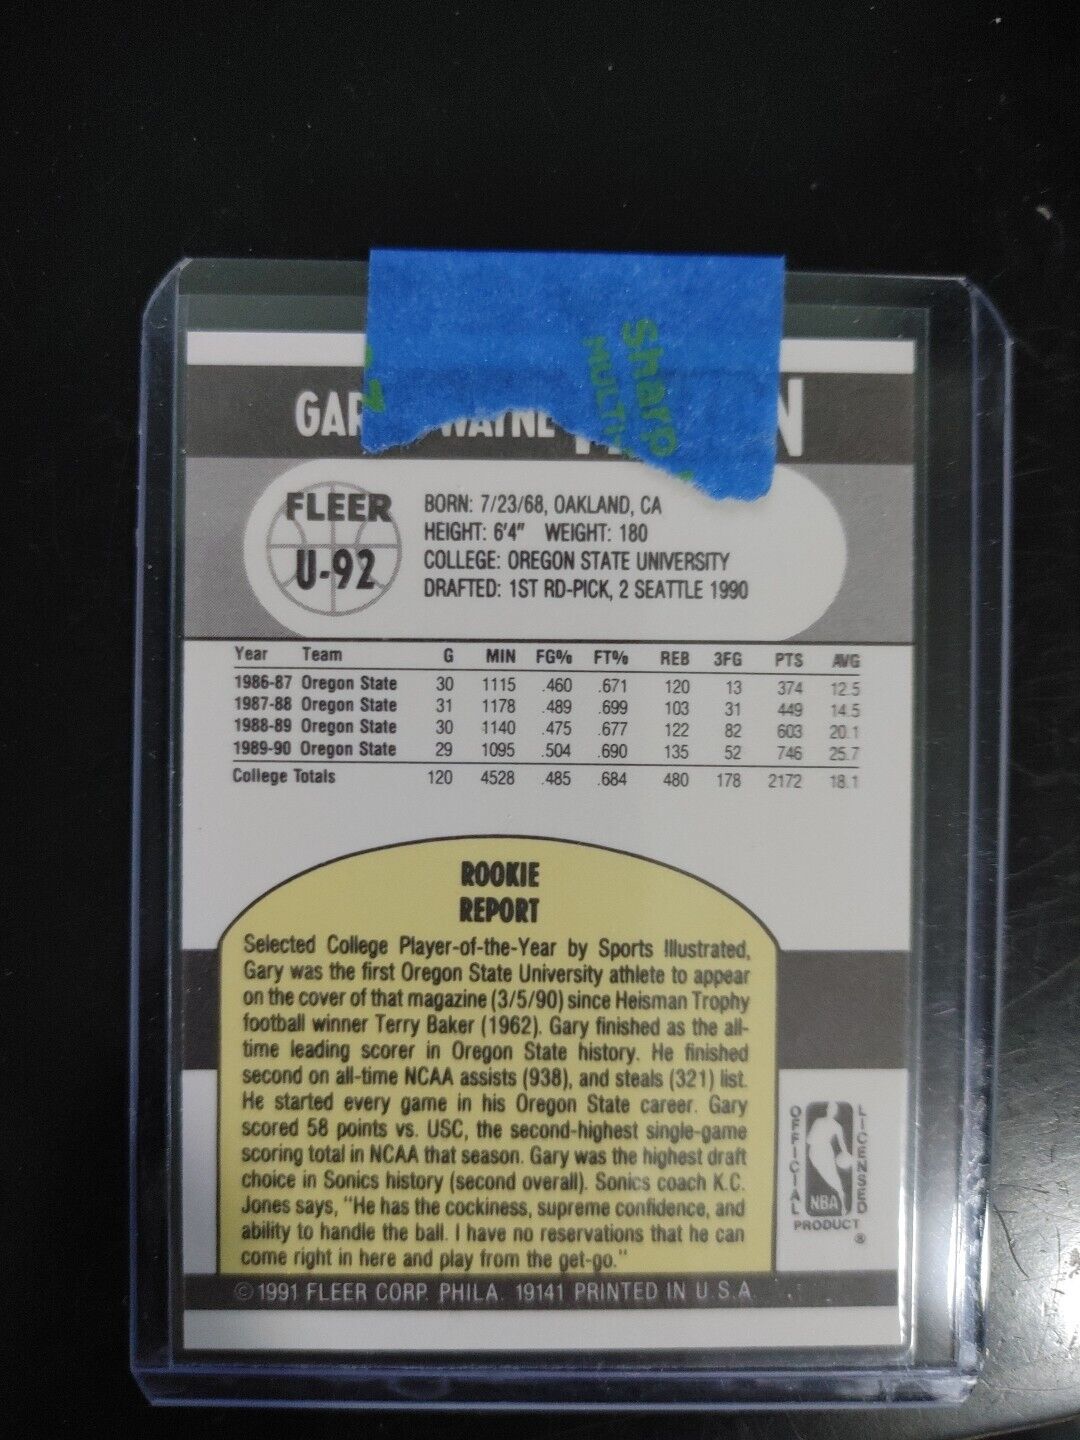 Sharp
MULTI-
GAR WAYNE N
FLEER
U-92
BORN: 7/23/68, OAKLAND, CA
HEIGHT: 6'4" WEIGHT: 180
COLLEGE: OREGON STATE UNIVERSITY
DRAFTED: 1ST RD-PICK, 2 SEATTLE 1990
Year Team G MIN FG% FT% REB 3FG PTS AVG
1986-87 Oregon State 30 1115 .460 .671 120 13 374 12.5
1987-88 Oregon State 31 1178 .489 .699 103 31 449 14.5
1988-89 Oregon State 30 1140 .475 .677 122 82 603 20.1
1989-90 Oregon State 29 1095 .504 .690 135 52 746 25.7
College Totals 120 4528 .485 .684 480 178 2172 18.1
ROOKIE
REPORT
Selected College Player-of-the-Year by Sports Illustrated,
Gary was the first Oregon State University athlete to appear
on the cover of that magazine (3/5/90) since Heisman Trophy
football winner Terry Baker (1962). Gary finished as the all-
time leading scorer in Oregon State history. He finished
second on all-time NCAA assists (938), and steals (321) list.
He started every game in his Oregon State career. Gary
scored 58 points vs. USC, the second-highest single-game
scoring total in NCAA that season. Gary was the highest draft
choice in Sonics history (second overall). Sonics coach K.C.
Jones says, "He has the cockiness, supreme confidence, and
ability to handle the ball. I have no reservations that he can
come right in here and play from the get-go."
OFFICIAL
LICENSED
NBA
PRODUCT
®
© 1991 FLEER CORP. PHILA. 19141 PRINTED IN U.S.A.